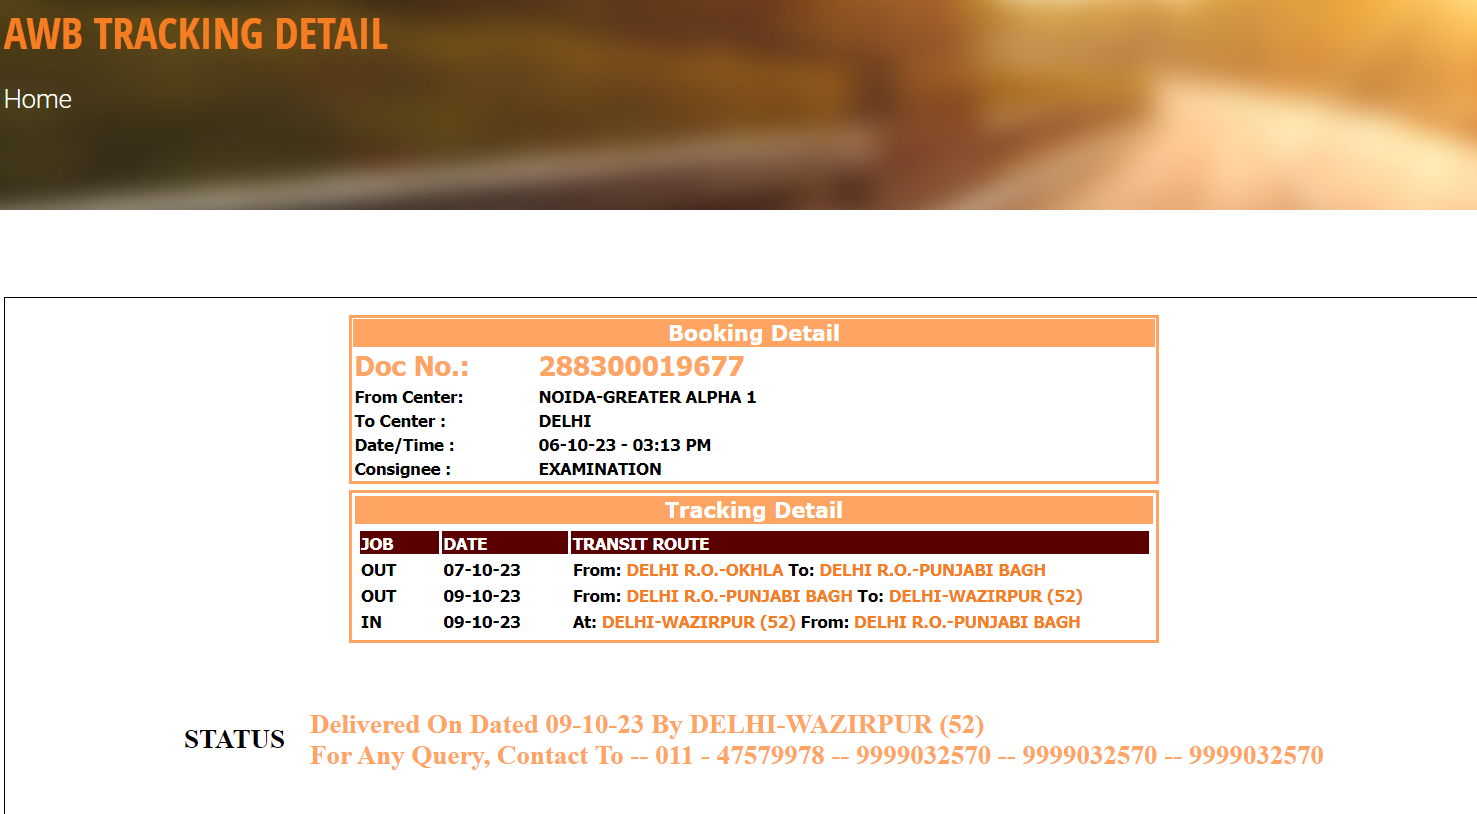 AWB TRACKING DETAIL
Home
Booking Detail
Doc No.: 288300019677
From Center: NOIDA-GREATER ALPHA 1
To Center : DELHI
Date/Time : 06-10-23 - 03:13 PM
Consignee : EXAMINATION
Tracking Detail
JOB DATE TRANSIT ROUTE
OUT 07-10-23 From: DELHI R.O.-OKHLA To: DELHI R.O.-PUNJABI BAGH
OUT 09-10-23 From: DELHI R.O.-PUNJABI BAGH To: DELHI-WAZIRPUR (52)
IN 09-10-23 At: DELHI-WAZIRPUR (52) From: DELHI R.O.-PUNJABI BAGH
STATUS Delivered On Dated 09-10-23 By DELHI-WAZIRPUR (52)
For Any Query, Contact To -- 011 - 47579978 -- 9999032570 -- 9999032570 -- 9999032570